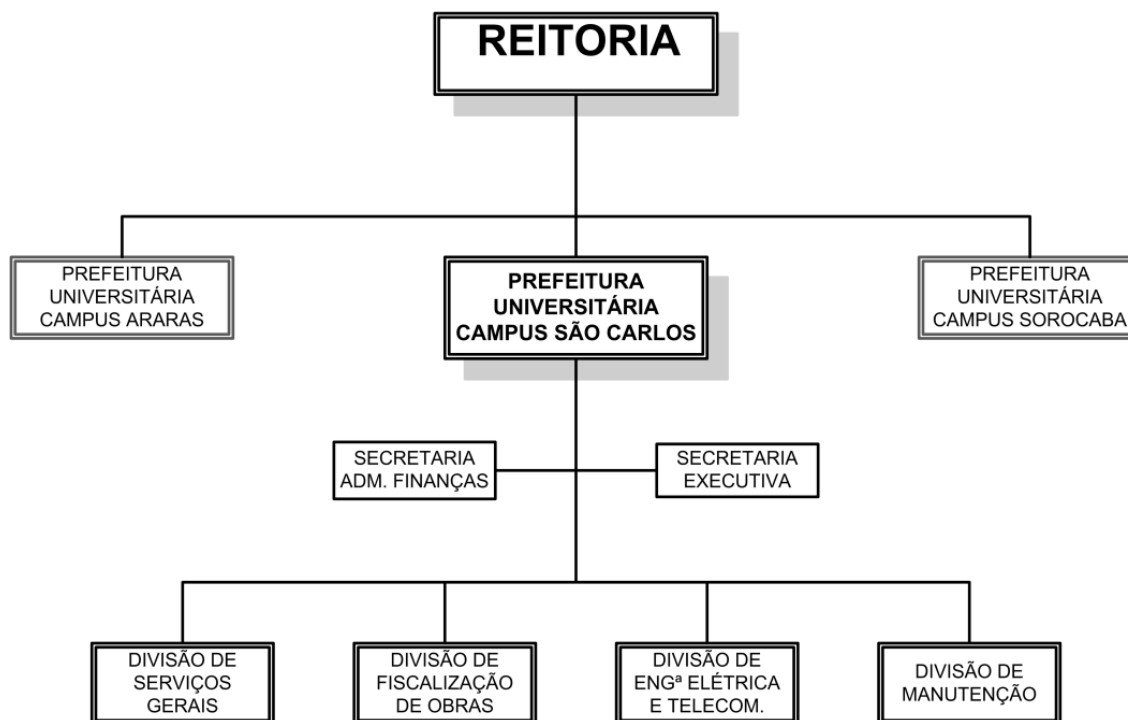 REITORIA
PREFEITURA
UNIVERSITÁRIA
CAMPUS ARARAS
PREFEITURA
UNIVERSITÁRIA
CAMPUS SÃO CARLOS
PREFEITURA
UNIVERSITÁRIA
CAMPUS SOROCABA
SECRETARIA
ADM. FINANÇAS
SECRETARIA
EXECUTIVA
DIVISÃO DE
SERVIÇOS
GERAIS
DIVISÃO DE
FISCALIZAÇÃO
DE OBRAS
DIVISÃO DE
ENGª ELÉTRICA
E TELECOM.
DIVISÃO DE
MANUTENÇÃO